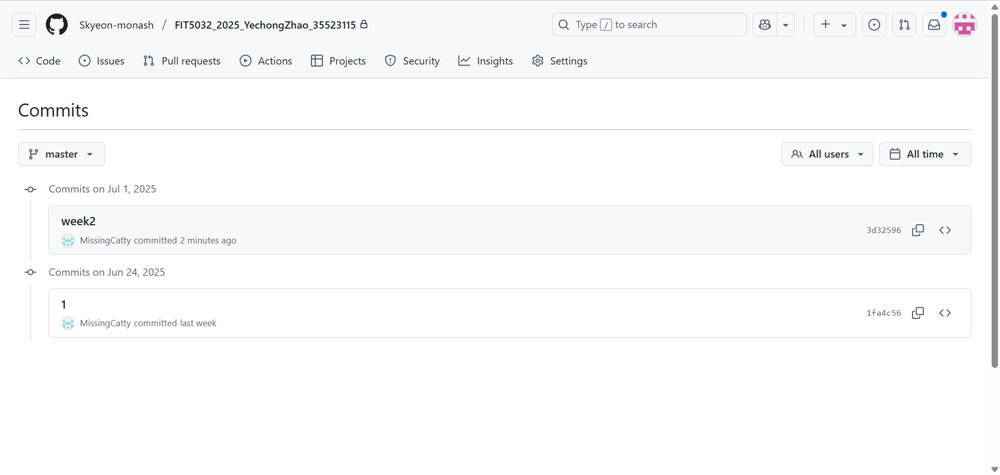 Skyeon-monash / FIT5032_2025_YechongZhao_35523115
Type / to search
Code Issues Pull requests Actions Projects Security Insights Settings
Commits
master
All users All time
Commits on Jul 1, 2025
week2
3d32596
MissingCatty committed 2 minutes ago
Commits on Jun 24, 2025
1
1fa4c56
MissingCatty committed last week